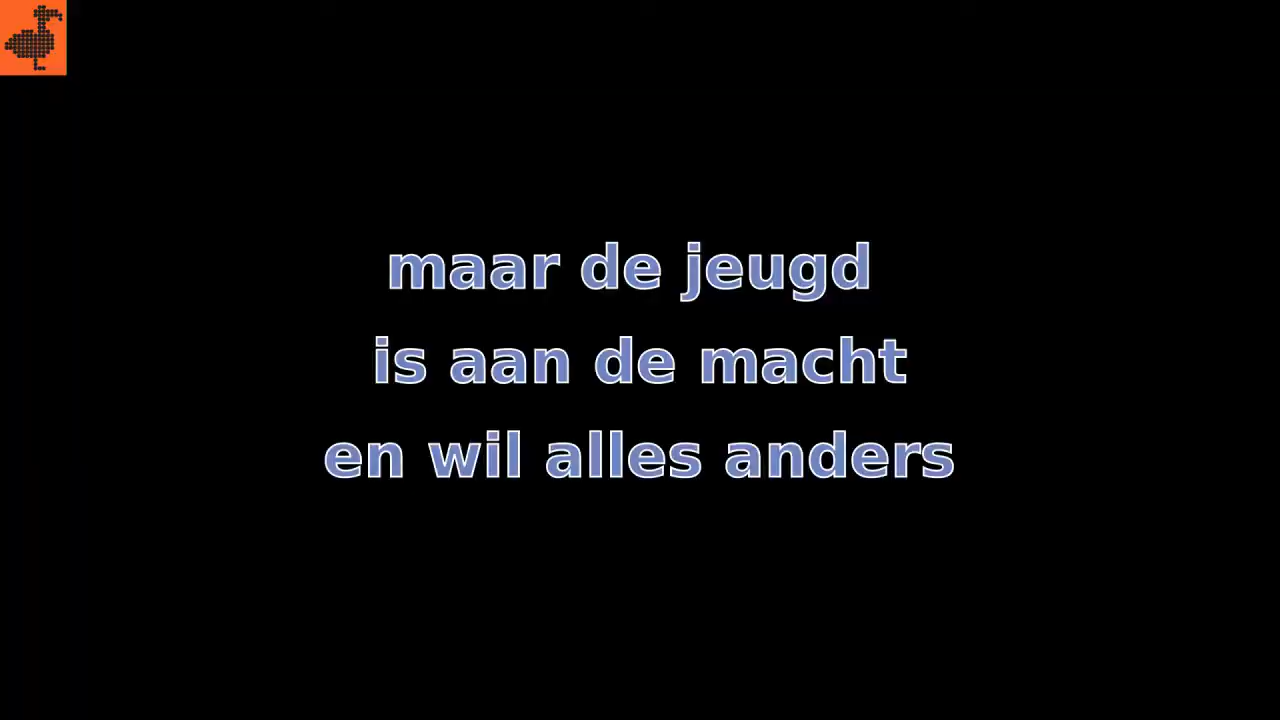 maar de jeugd
is aan de macht
en wil alles anders